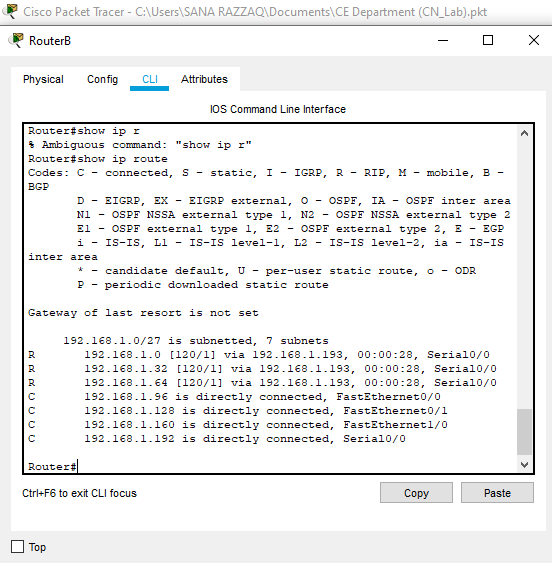 Cisco Packet Tracer - C:\Users\SANA RAZZAQ\Documents\CE Department (CN_Lab).pkt
RouterB
Physical Config CLI Attributes
IOS Command Line Interface
Router#show ip r
% Ambiguous command: "show ip r"
Router#show ip route
Codes: C - connected, S - static, I - IGRP, R - RIP, M - mobile, B -
BGP
D - EIGRP, EX - EIGRP external, O - OSPF, IA - OSPF inter area
N1 - OSPF NSSA external type 1, N2 - OSPF NSSA external type 2
E1 - OSPF external type 1, E2 - OSPF external type 2, E - EGP
i - IS-IS, L1 - IS-IS level-1, L2 - IS-IS level-2, ia - IS-IS
inter area
* - candidate default, U - per-user static route, o - ODR
P - periodic downloaded static route
Gateway of last resort is not set
192.168.1.0/27 is subnetted, 7 subnets
R 192.168.1.0 [120/1] via 192.168.1.193, 00:00:28, Serial0/0
R 192.168.1.32 [120/1] via 192.168.1.193, 00:00:28, Serial0/0
R 192.168.1.64 [120/1] via 192.168.1.193, 00:00:28, Serial0/0
C 192.168.1.96 is directly connected, FastEthernet0/0
C 192.168.1.128 is directly connected, FastEthernet0/1
C 192.168.1.160 is directly connected, FastEthernet1/0
C 192.168.1.192 is directly connected, Serial0/0
Router#
Ctrl+F6 to exit CLI focus Copy Paste
Top